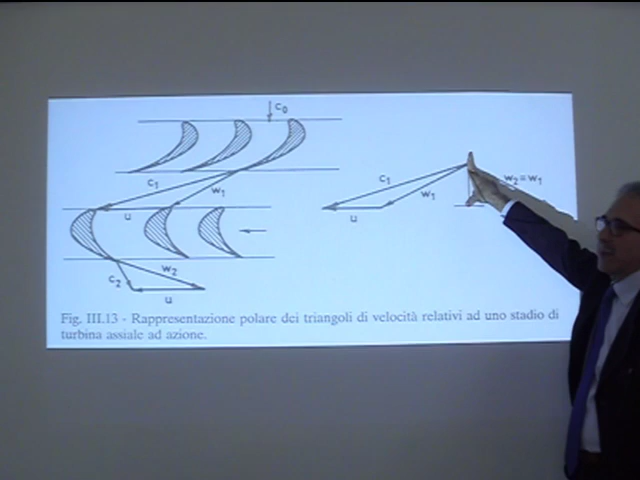 c0
c1
w1
u
c1
w1
w2=w1
u
c2
w2
u
Fig. III.13 - Rappresentazione polare dei triangoli di velocità relativi ad uno stadio di
turbina assiale ad azione.